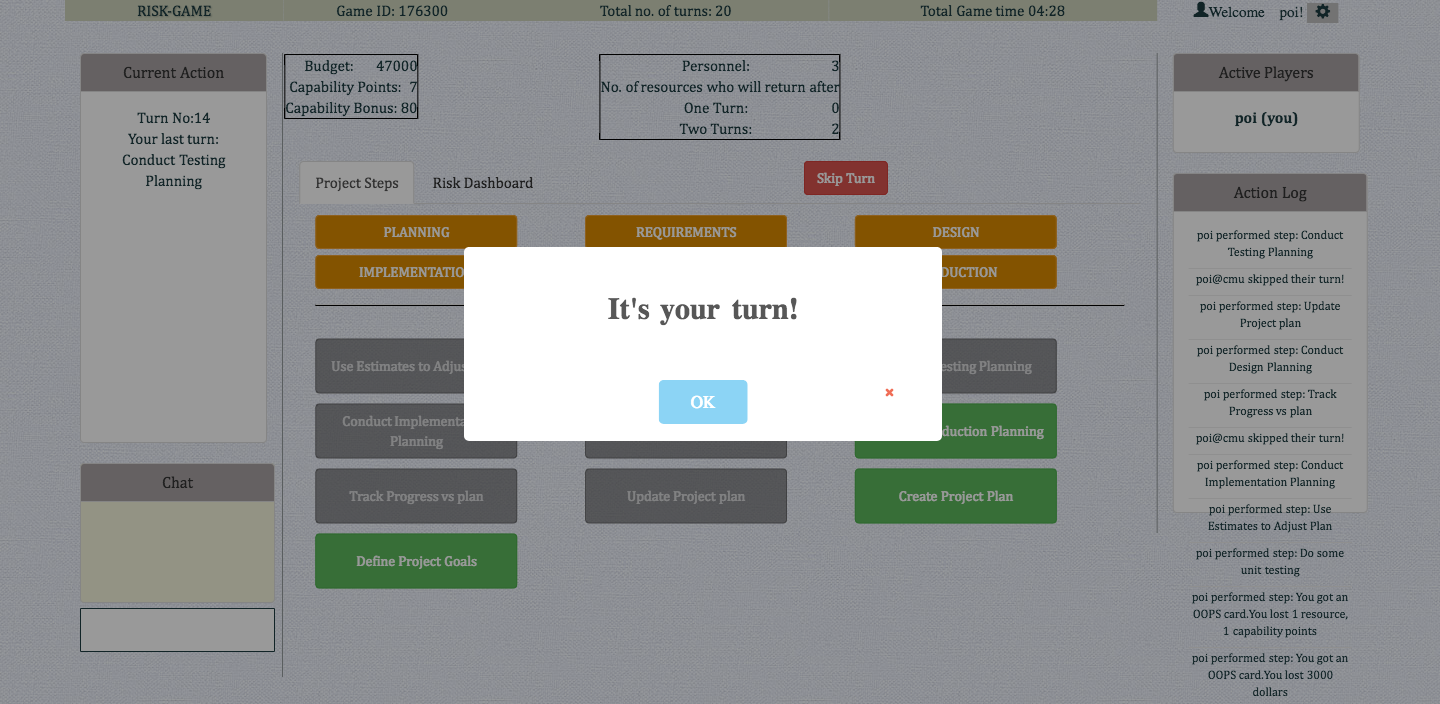 RISK-GAME
Game ID: 176300
Total no. of turns: 20
Total Game time 04:28
Welcome poi!
Current Action
Turn No:14
Your last turn:
Conduct Testing
Planning
Chat
Budget: 47000
Capability Points: 7
Capability Bonus: 80
Personnel: 3
No. of resources who will return after
One Turn: 0
Two Turns: 2
Project Steps
Risk Dashboard
Skip Turn
PLANNING
REQUIREMENTS
DESIGN
IMPLEMENTATIO
DUCTION
It's your turn!
OK
Use Estimates to Adju
esting Planning
Conduct Implementa
Planning
duction Planning
Track Progress vs plan
Update Project plan
Create Project Plan
Define Project Goals
Active Players
poi (you)
Action Log
poi performed step: Conduct
Testing Planning
poi@cmu skipped their turn!
poi performed step: Update
Project plan
poi performed step: Conduct
Design Planning
poi performed step: Track
Progress vs plan
poi@cmu skipped their turn!
poi performed step: Conduct
Implementation Planning
poi performed step: Use
Estimates to Adjust Plan
poi performed step: Do some
unit testing
poi performed step: You got an
OOPS card.You lost 1 resource,
1 capability points
poi performed step: You got an
OOPS card.You lost 3000
dollars